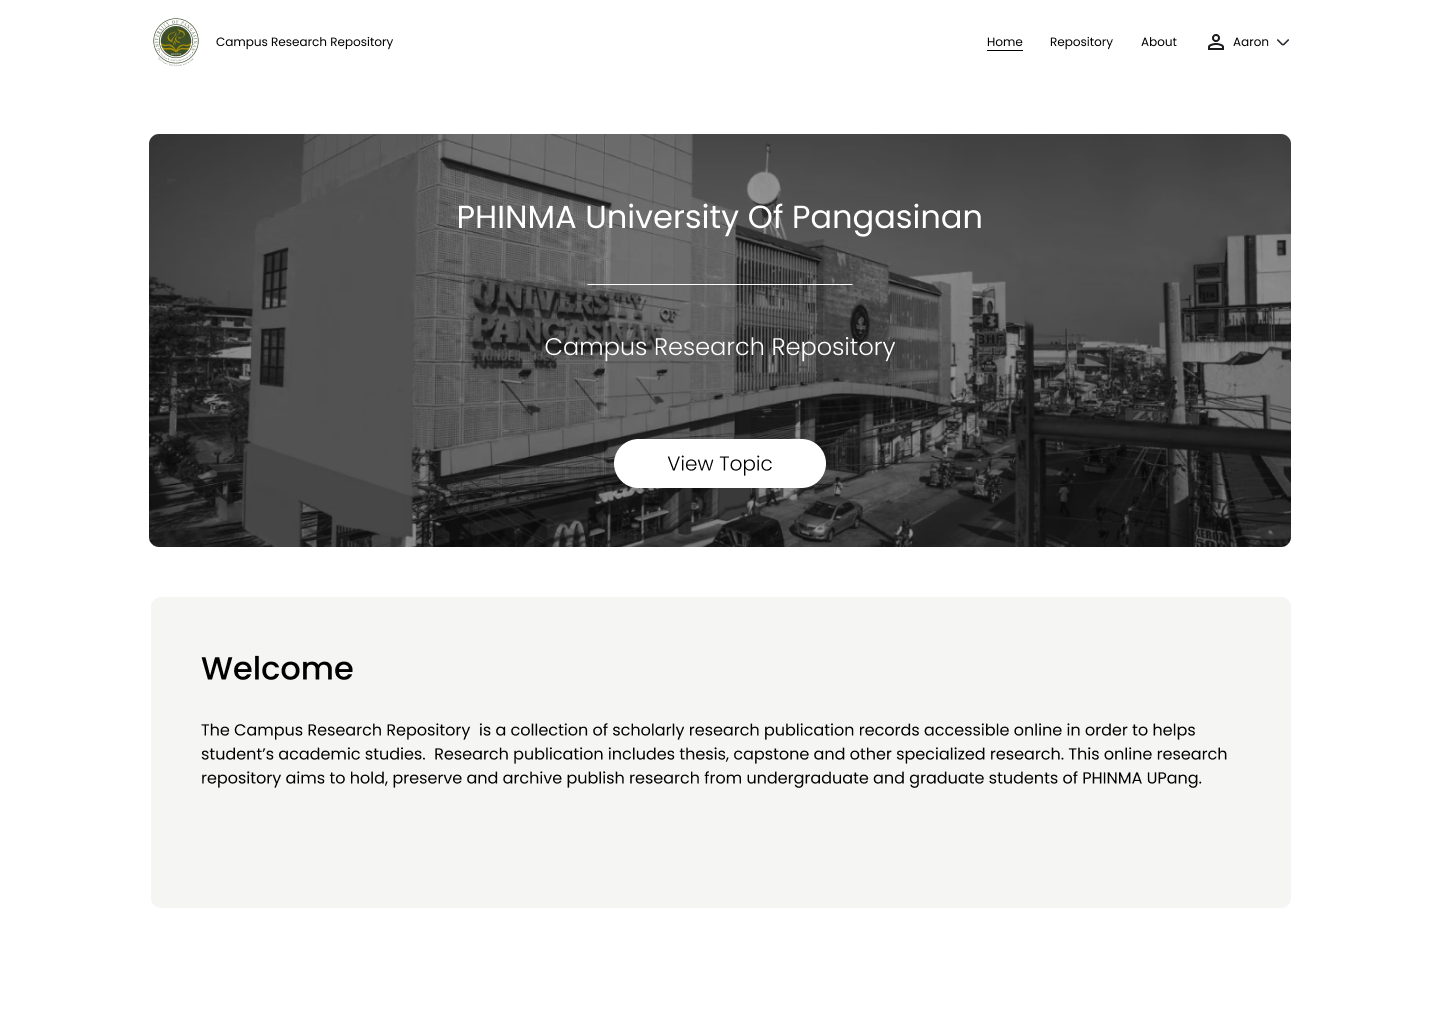 Campus Research Repository
Home
Repository
About
Aaron
PHINMA University Of Pangasinan
UNIVERSITY OF
PANGASINAN
Campus Research Repository
View Topic
Welcome
The Campus Research Repository  is a collection of scholarly research publication records accessible online in order to helps
student’s academic studies.  Research publication includes thesis, capstone and other specialized research. This online research
repository aims to hold, preserve and archive publish research from undergraduate and graduate students of PHINMA UPang.